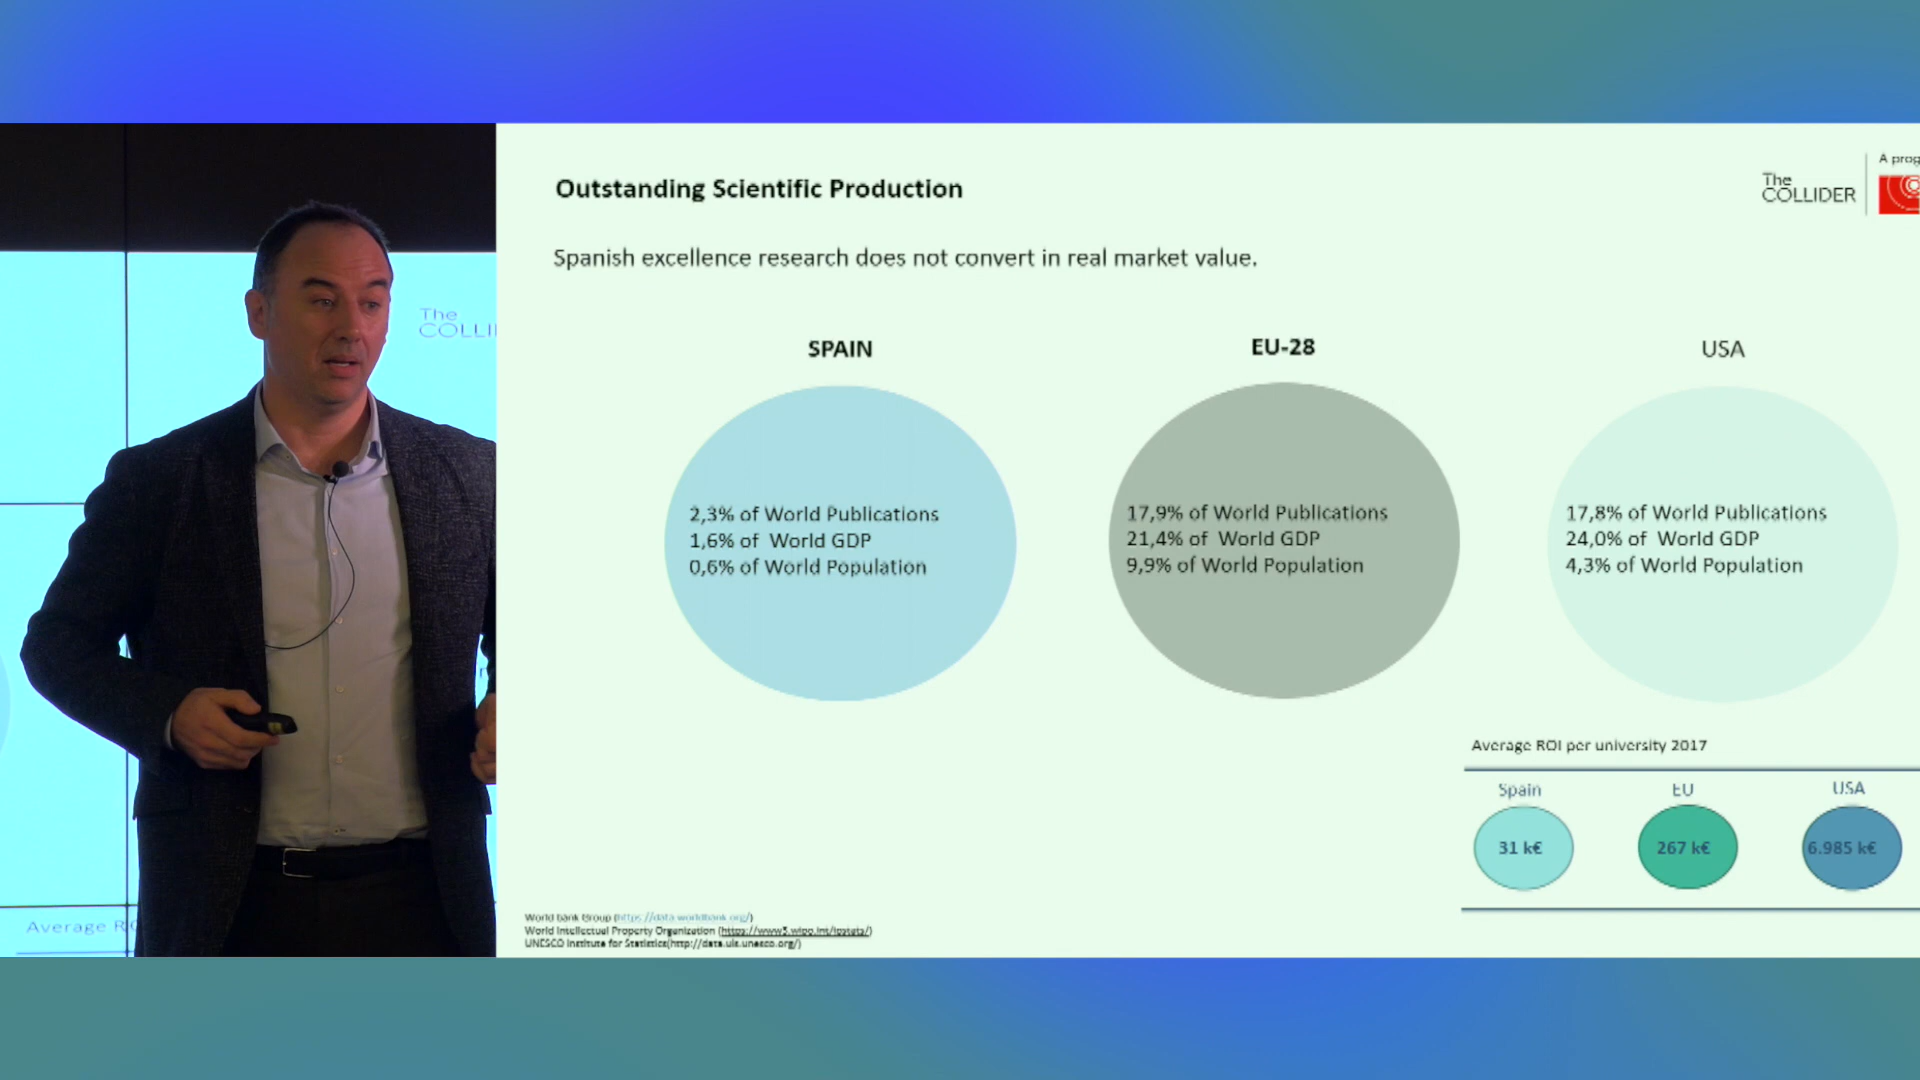 Outstanding Scientific Production
The
COLLIDER
A prog
Spanish excellence research does not convert in real market value.
SPAIN
2,3% of World Publications
1,6% of World GDP
0,6% of World Population
EU-28
17,9% of World Publications
21,4% of World GDP
9,9% of World Population
USA
17,8% of World Publications
24,0% of World GDP
4,3% of World Population
Average ROI per university 2017
Spain
EU
USA
31 k€
267 k€
6.985 k€
World Bank Group (https://data.worldbank.org/)
World Intellectual Property Organization (https://www3.wipo.int/ipstats/)
UNESCO Institute for Statistics(http://data.uis.unesco.org/)
The
COLLI
Average R